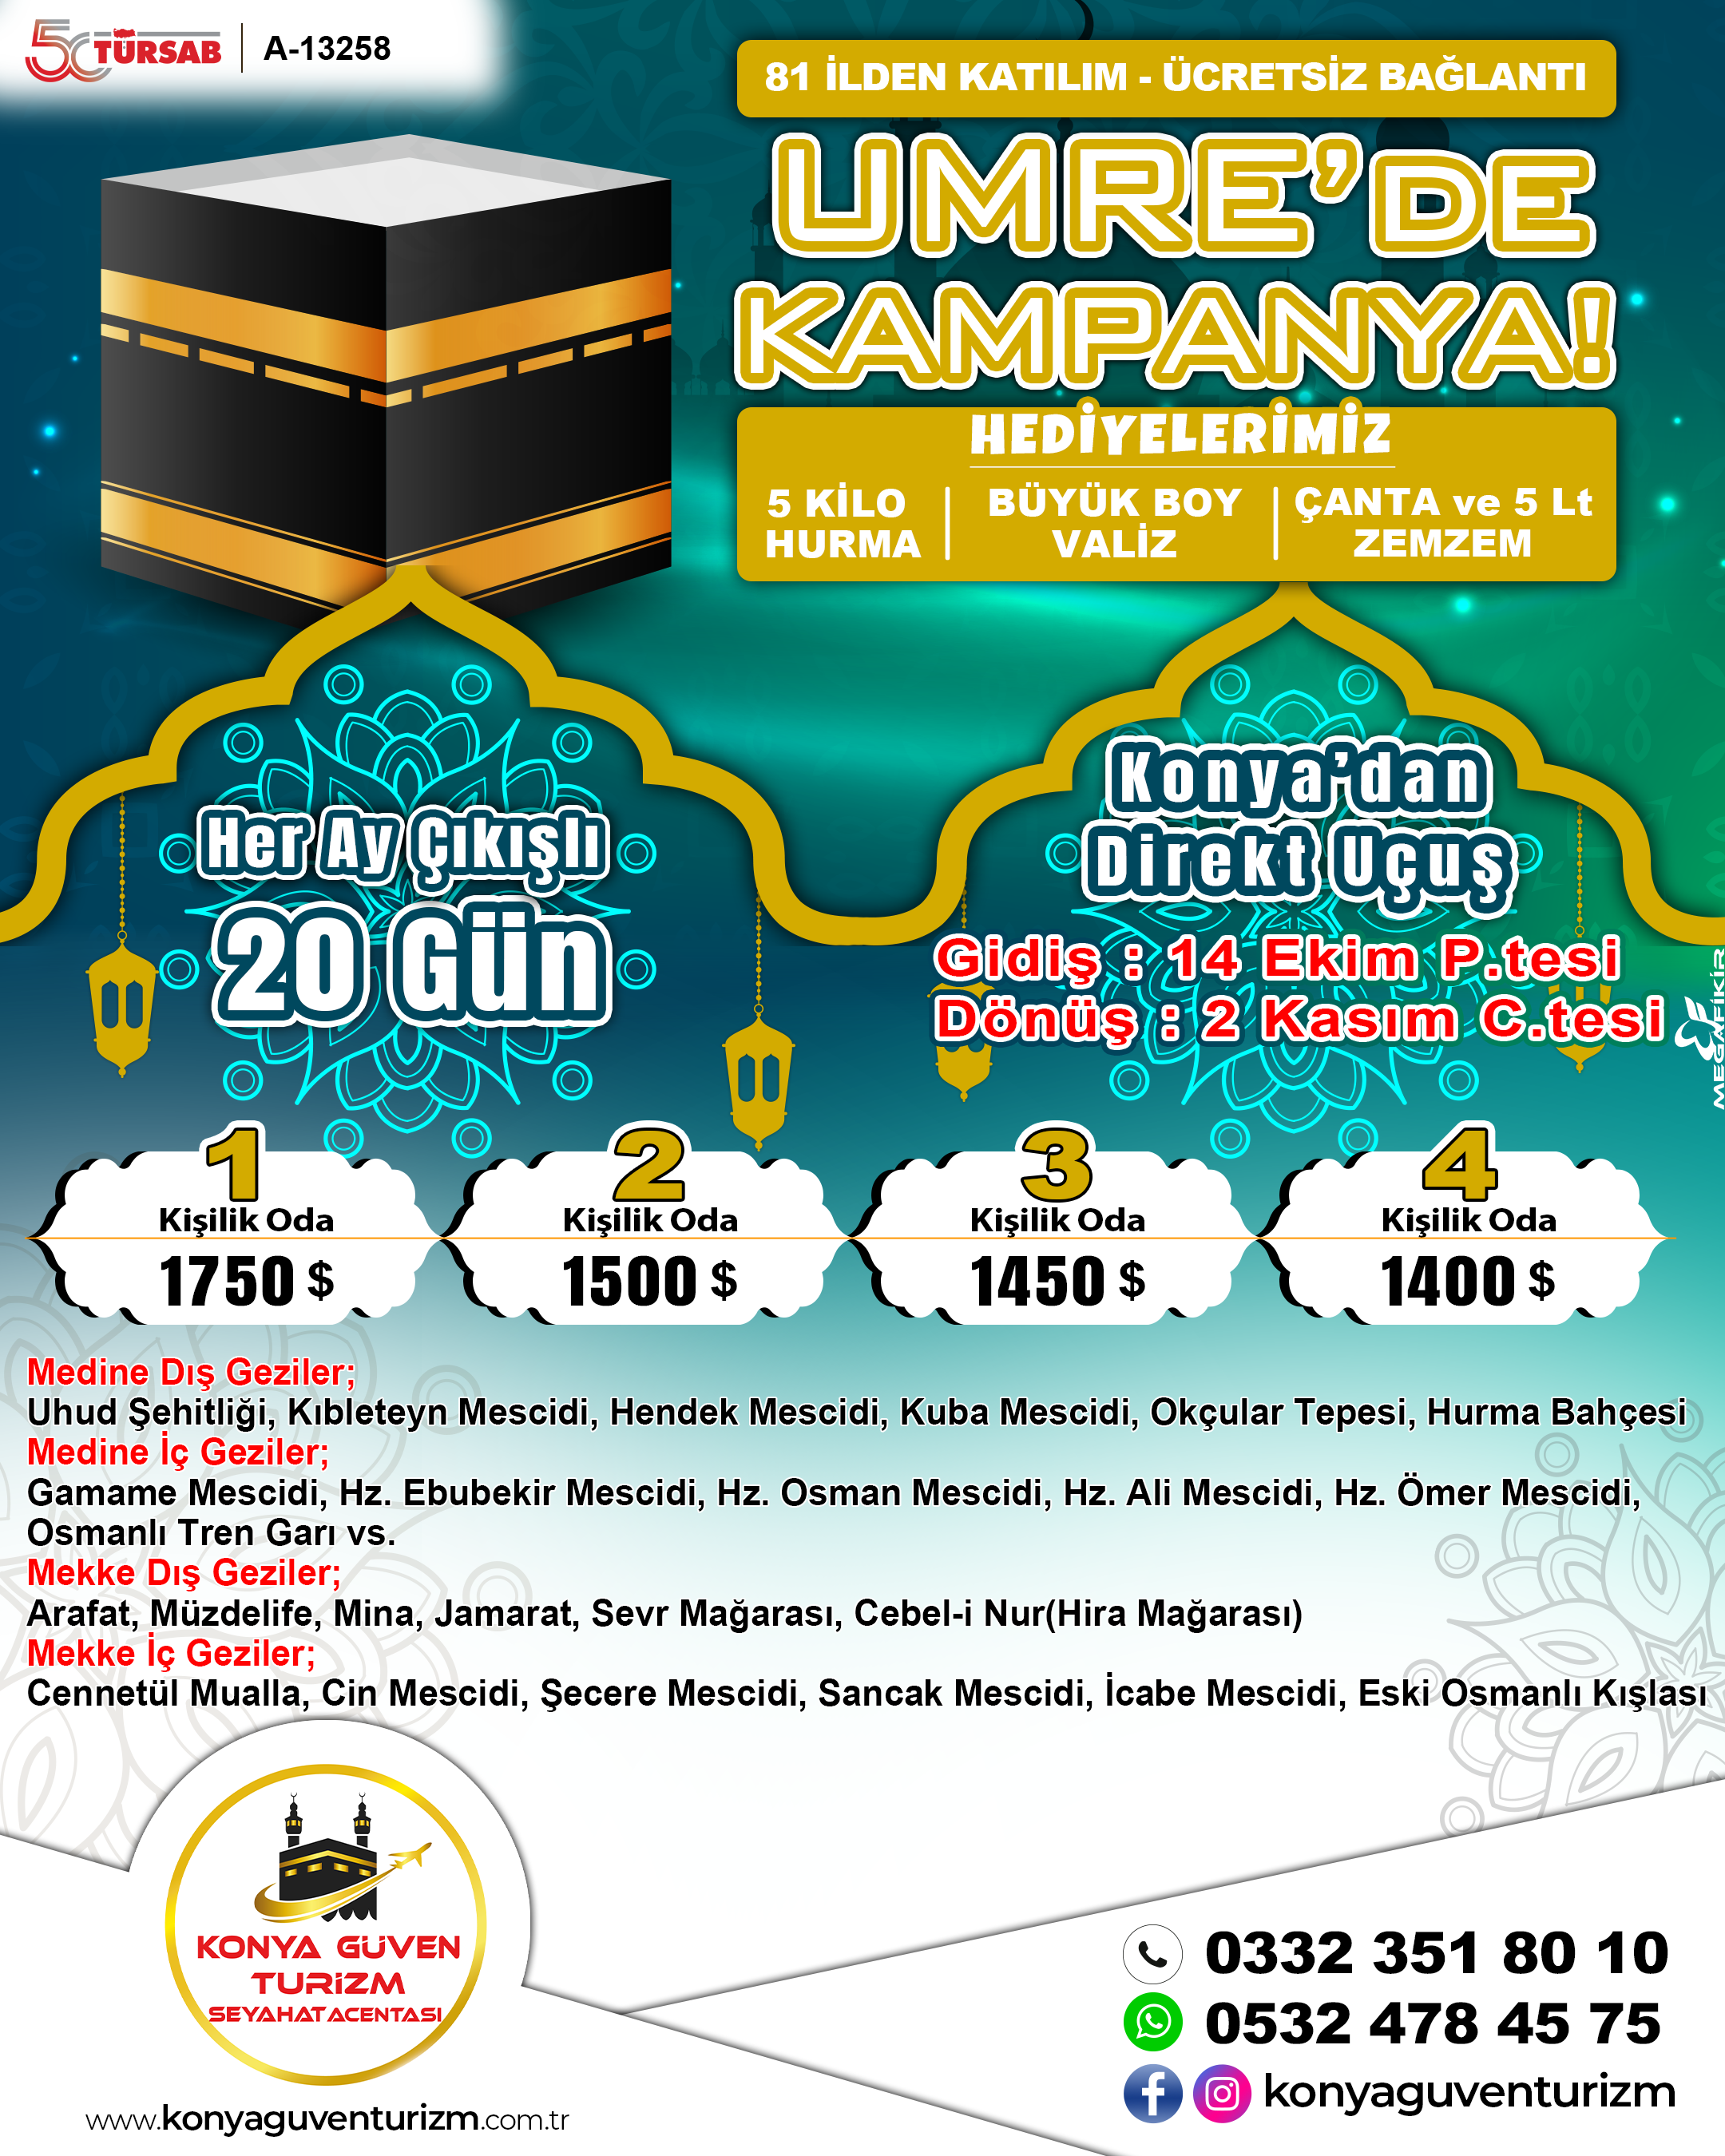 50 TÜRSAB A-13258
81 İLDEN KATILIM - ÜCRETSİZ BAĞLANTI
UMRE'DE
KAMPANYA!
HEDİYELERİMİZ
5 KİLO
HURMA
BÜYÜK BOY
VALİZ
ÇANTA ve 5 Lt
ZEMZEM
Her Ay Çıkışlı
20 Gün
Konya'dan
Direkt Uçuş
Gidiş : 14 Ekim P.tesi
Dönüş : 2 Kasım C.tesi
MEGAFİKİR
1
Kişilik Oda
1750 $
2
Kişilik Oda
1500 $
3
Kişilik Oda
1450 $
4
Kişilik Oda
1400 $
Medine Dış Geziler;
Uhud Şehitliği, Kıbleteyn Mescidi, Hendek Mescidi, Kuba Mescidi, Okçular Tepesi, Hurma Bahçesi
Medine İç Geziler;
Gamame Mescidi, Hz. Ebubekir Mescidi, Hz. Osman Mescidi, Hz. Ali Mescidi, Hz. Ömer Mescidi,
Osmanlı Tren Garı vs.
Mekke Dış Geziler;
Arafat, Müzdelife, Mina, Jamarat, Sevr Mağarası, Cebel-i Nur(Hira Mağarası)
Mekke İç Geziler;
Cennetül Mualla, Cin Mescidi, Şecere Mescidi, Sancak Mescidi, İcabe Mescidi, Eski Osmanlı Kışlası
KONYA GÜVEN
TURİZM
SEYAHAT ACENTASI
www.konyaguventurizm.com.tr
0332 351 80 10
0532 478 45 75
konyaguventurizm